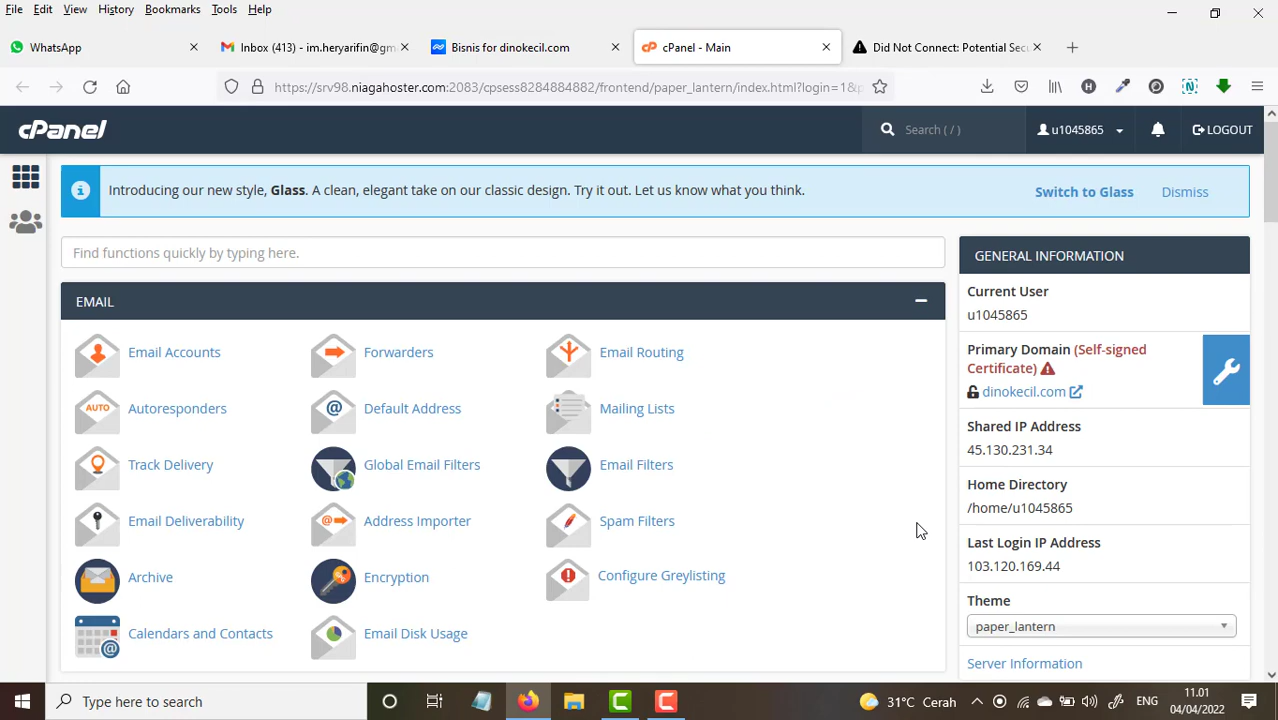 File Edit View History Bookmarks Tools Help
WhatsApp
Inbox (413) - im.heryarifin@gm
Bisnis for dinokecil.com
cPanel - Main
Did Not Connect: Potential Sec
https://srv98.niagahoster.com:2083/cpsess8284884882/frontend/paper_lantern/index.html?login=1&p
cPanel
Search ( / )
u1045865
LOGOUT
Introducing our new style, Glass. A clean, elegant take on our classic design. Try it out. Let us know what you think.
Switch to Glass
Dismiss
Find functions quickly by typing here.
EMAIL
Email Accounts
Forwarders
Email Routing
AUTO
Autoresponders
Default Address
Mailing Lists
Track Delivery
Global Email Filters
Email Filters
Email Deliverability
Address Importer
Spam Filters
Archive
Encryption
Configure Greylisting
Calendars and Contacts
Email Disk Usage
GENERAL INFORMATION
Current User
u1045865
Primary Domain (Self-signed
Certificate)
dinokecil.com
Shared IP Address
45.130.231.34
Home Directory
/home/u1045865
Last Login IP Address
103.120.169.44
Theme
paper_lantern
Server Information
Type here to search
31°C Cerah
ENG
11.01
04/04/2022